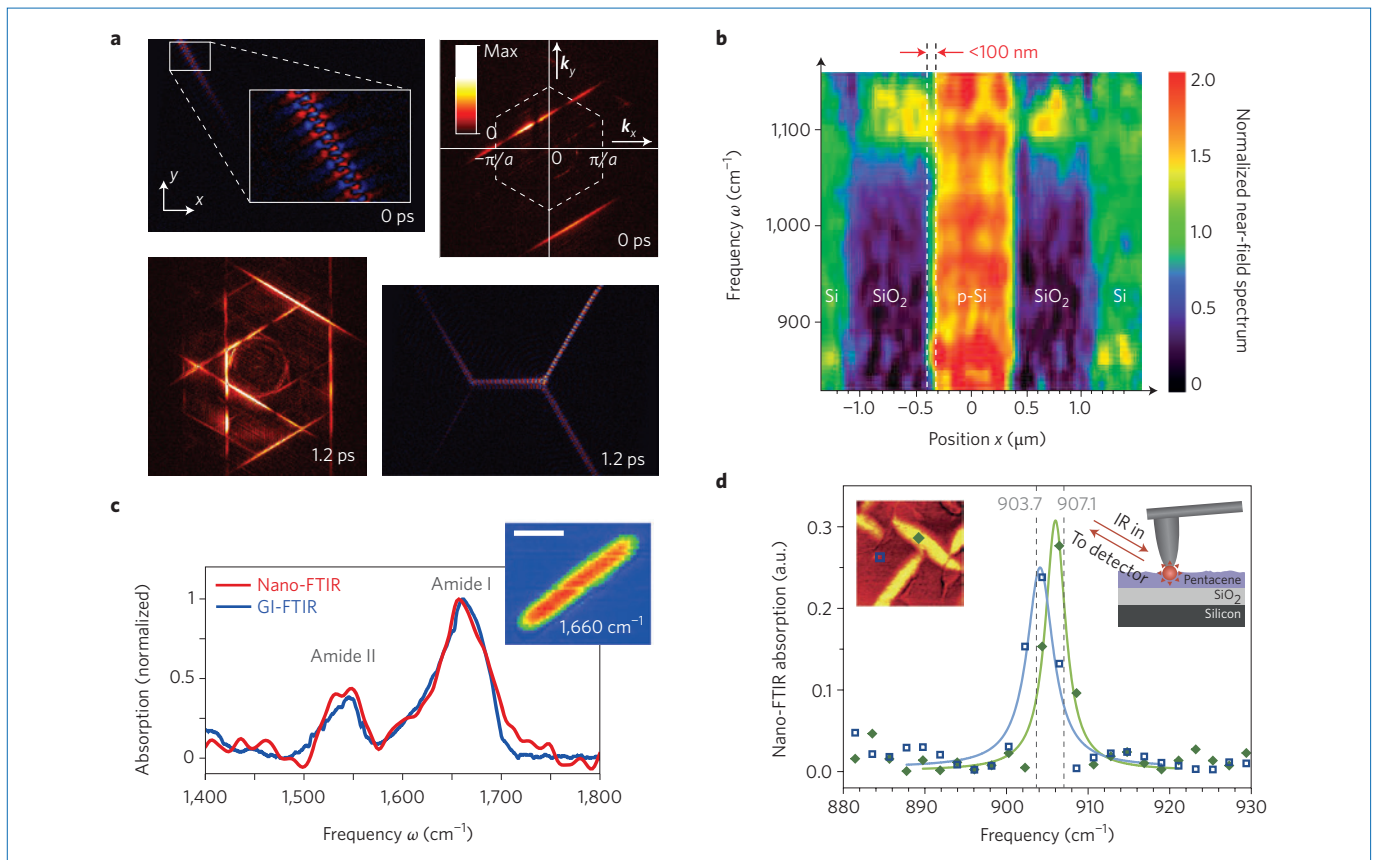 a
y
x
0 ps
Max
0
k_y
k_x
−π/a
0
π/a
0 ps
1.2 ps
1.2 ps
b
<100 nm
Frequency ω (cm⁻¹)
1,100
1,000
900
Si
SiO₂
p-Si
SiO₂
Si
−1.0
−0.5
0
0.5
1.0
Position x (μm)
2.0
1.5
1.0
0.5
0
Normalized near-field spectrum
c
Absorption (normalized)
1
0.5
0
Nano-FTIR
GI-FTIR
Amide II
Amide I
1,660 cm⁻¹
1,400
1,500
1,600
1,700
1,800
Frequency ω (cm⁻¹)
d
Nano-FTIR absorption (a.u.)
0.3
0.2
0.1
0.0
903.7
907.1
IR in
To detector
Pentacene
SiO₂
Silicon
880
890
900
910
920
930
Frequency (cm⁻¹)